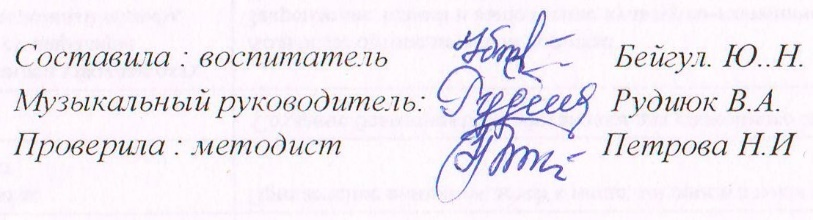 Составила : воспитатель Бейгул. Ю..Н.
Музыкальный руководитель: Рудиюк В.А.
Проверила : методист Петрова Н.И